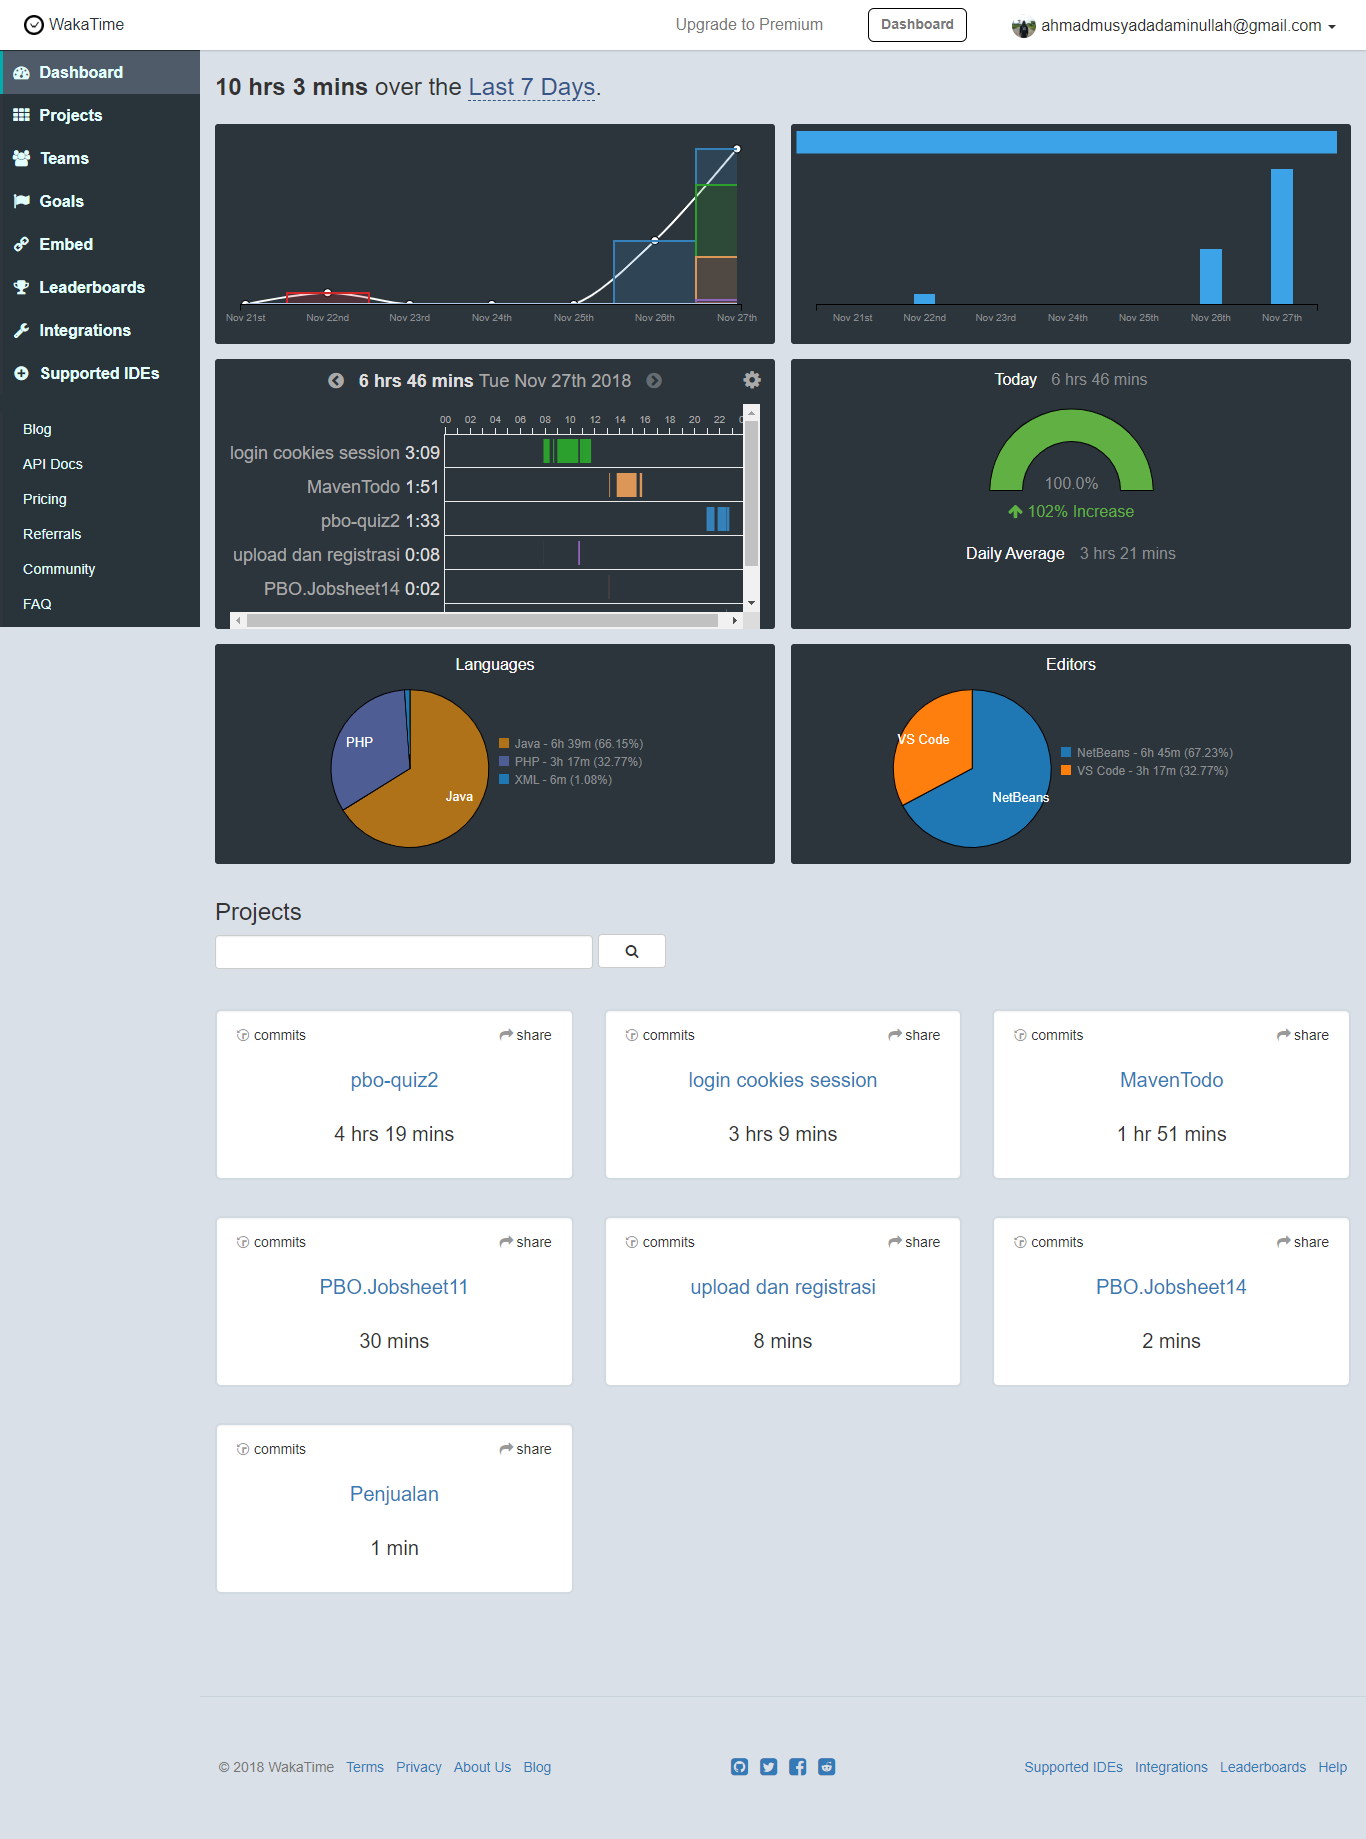 WakaTime
Upgrade to Premium
Dashboard
ahmadmusyadadaminullah@gmail.com
Dashboard
Projects
Teams
Goals
Embed
Leaderboards
Integrations
Supported IDEs
Blog
API Docs
Pricing
Referrals
Community
FAQ
10 hrs 3 mins over the Last 7 Days.
Nov 21st Nov 22nd Nov 23rd Nov 24th Nov 25th Nov 26th Nov 27th
Nov 21st Nov 22nd Nov 23rd Nov 24th Nov 25th Nov 26th Nov 27th
6 hrs 46 mins Tue Nov 27th 2018
00 02 04 06 08 10 12 14 16 18 20 22
login cookies session 3:09
MavenTodo 1:51
pbo-quiz2 1:33
upload dan registrasi 0:08
PBO.Jobsheet14 0:02
Today 6 hrs 46 mins
100.0%
102% Increase
Daily Average 3 hrs 21 mins
Languages
PHP
Java
Java - 6h 39m (66.15%)
PHP - 3h 17m (32.77%)
XML - 6m (1.08%)
Editors
VS Code
NetBeans
NetBeans - 6h 45m (67.23%)
VS Code - 3h 17m (32.77%)
Projects
commits share
pbo-quiz2
4 hrs 19 mins
commits share
login cookies session
3 hrs 9 mins
commits share
MavenTodo
1 hr 51 mins
commits share
PBO.Jobsheet11
30 mins
commits share
upload dan registrasi
8 mins
commits share
PBO.Jobsheet14
2 mins
commits share
Penjualan
1 min
© 2018 WakaTime Terms Privacy About Us Blog
Supported IDEs Integrations Leaderboards Help